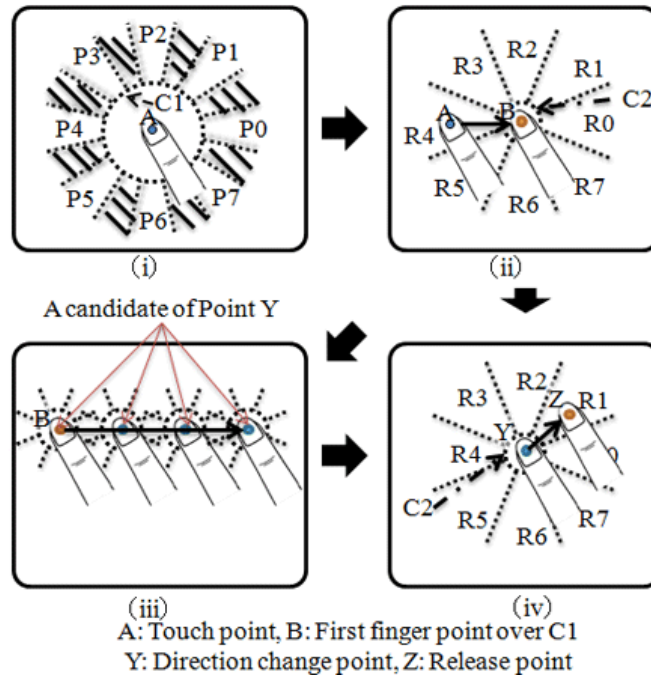 P2
P3
P1
C1
A
P4
P0
P5
P7
P6
(i)
R2
R3
R1
C2
A
B
R0
R4
R5
R7
R6
(ii)
A candidate of Point Y
B
(iii)
R3
R2
Z
R1
Y
R4
0
C2
R5
R7
R6
(iv)
A: Touch point, B: First finger point over C1
Y: Direction change point, Z: Release point